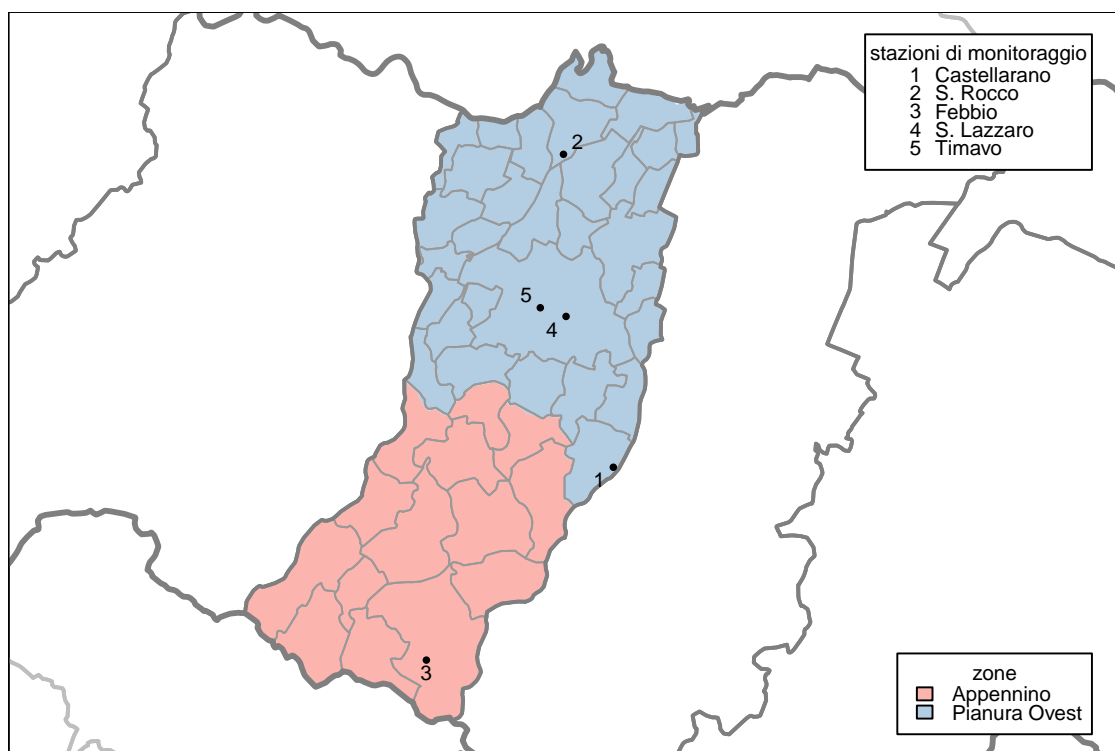 stazioni di monitoraggio
1 Castellarano
2 S. Rocco
3 Febbio
4 S. Lazzaro
5 Timavo
2
5
4
1
3
zone
Appennino
Pianura Ovest